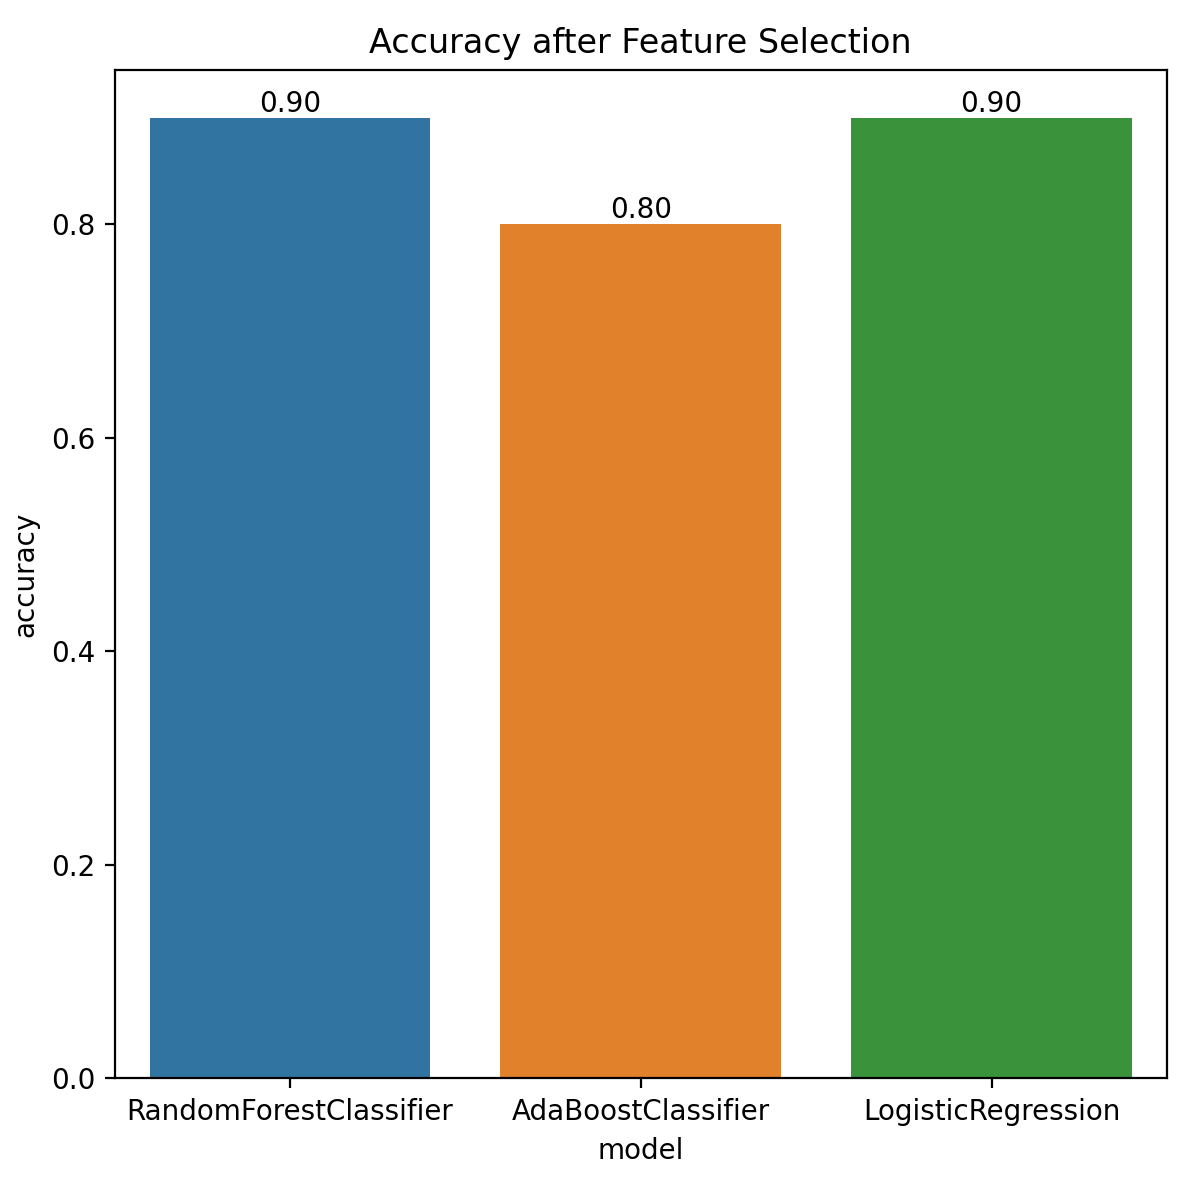 Accuracy after Feature Selection
0.90
0.80
0.90
0.8
0.6
0.4
0.2
0.0
accuracy
RandomForestClassifier
AdaBoostClassifier
LogisticRegression
model